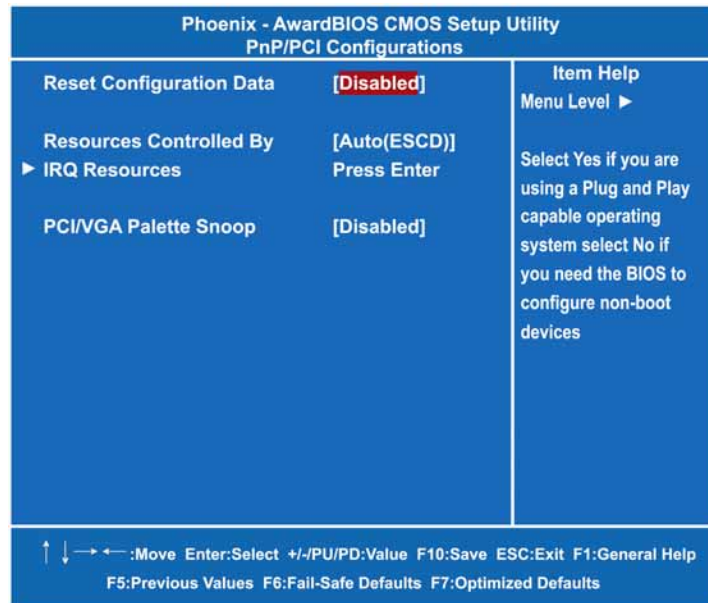 Phoenix - AwardBIOS CMOS Setup Utility
PnP/PCI Configurations
Reset Configuration Data [Disabled]
Resources Controlled By [Auto(ESCD)]
► IRQ Resources Press Enter
PCI/VGA Palette Snoop [Disabled]
Item Help
Menu Level ►
Select Yes if you are
using a Plug and Play
capable operating
system select No if
you need the BIOS to
configure non-boot
devices
↑ ↓ → ← :Move Enter:Select +/-/PU/PD:Value F10:Save ESC:Exit F1:General Help
F5:Previous Values F6:Fail-Safe Defaults F7:Optimized Defaults